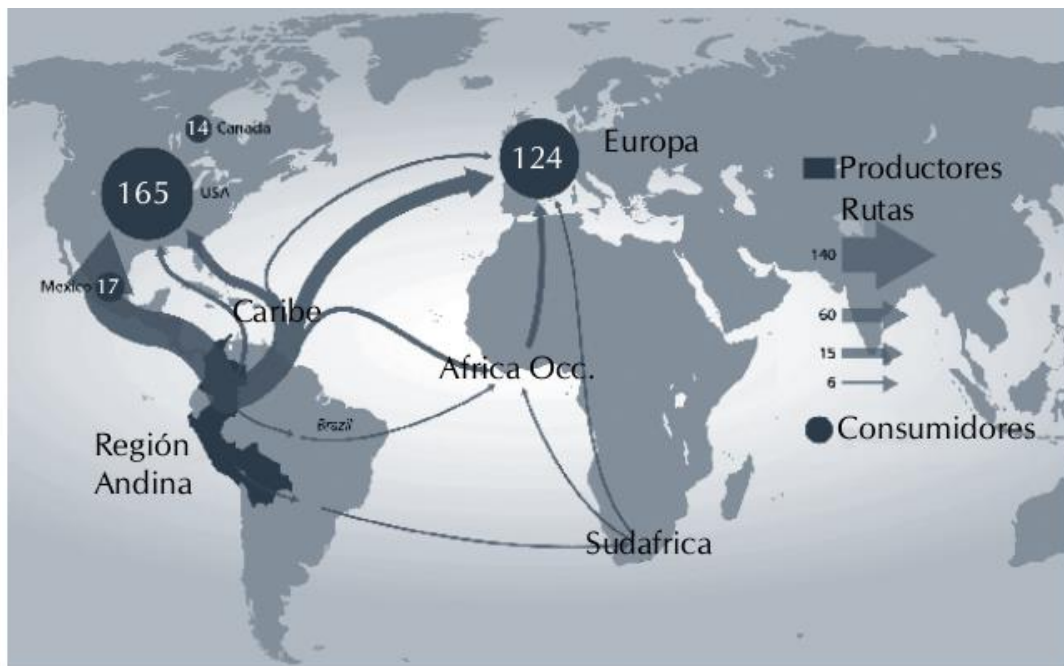 14 Canada
165 USA
Mexico 17
124
Europa
Caribe
Africa Occ.
Brazil
Región
Andina
Sudafrica
Productores
Rutas
140
60
15
6
Consumidores